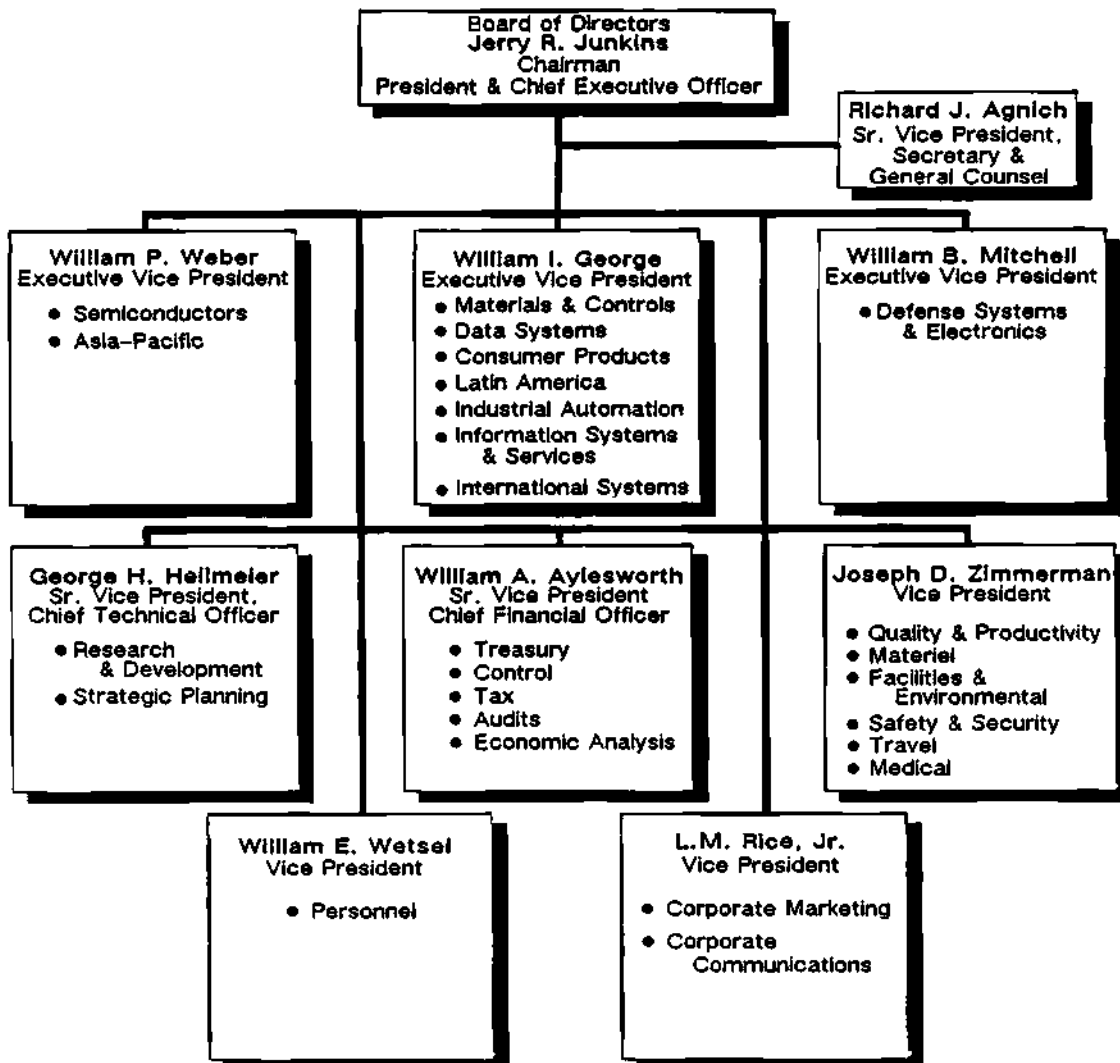 Board of Directors
Jerry R. Junkins
Chairman
President & Chief Executive Officer
Richard J. Agnich
Sr. Vice President,
Secretary &
General Counsel
William P. Weber
Executive Vice President
● Semiconductors
● Asia-Pacific
William I. George
Executive Vice President
● Materials & Controls
● Data Systems
● Consumer Products
● Latin America
● Industrial Automation
● Information Systems
& Services
● International Systems
William B. Mitchell
Executive Vice President
● Defense Systems
& Electronics
George H. Heilmeier
Sr. Vice President,
Chief Technical Officer
● Research
& Development
● Strategic Planning
William A. Aylesworth
Sr. Vice President
Chief Financial Officer
● Treasury
● Control
● Tax
● Audits
● Economic Analysis
Joseph D. Zimmerman
Vice President
● Quality & Productivity
● Materiel
● Facilities &
Environmental
● Safety & Security
● Travel
● Medical
William E. Wetsel
Vice President
● Personnel
L.M. Rice, Jr.
Vice President
● Corporate Marketing
● Corporate
Communications